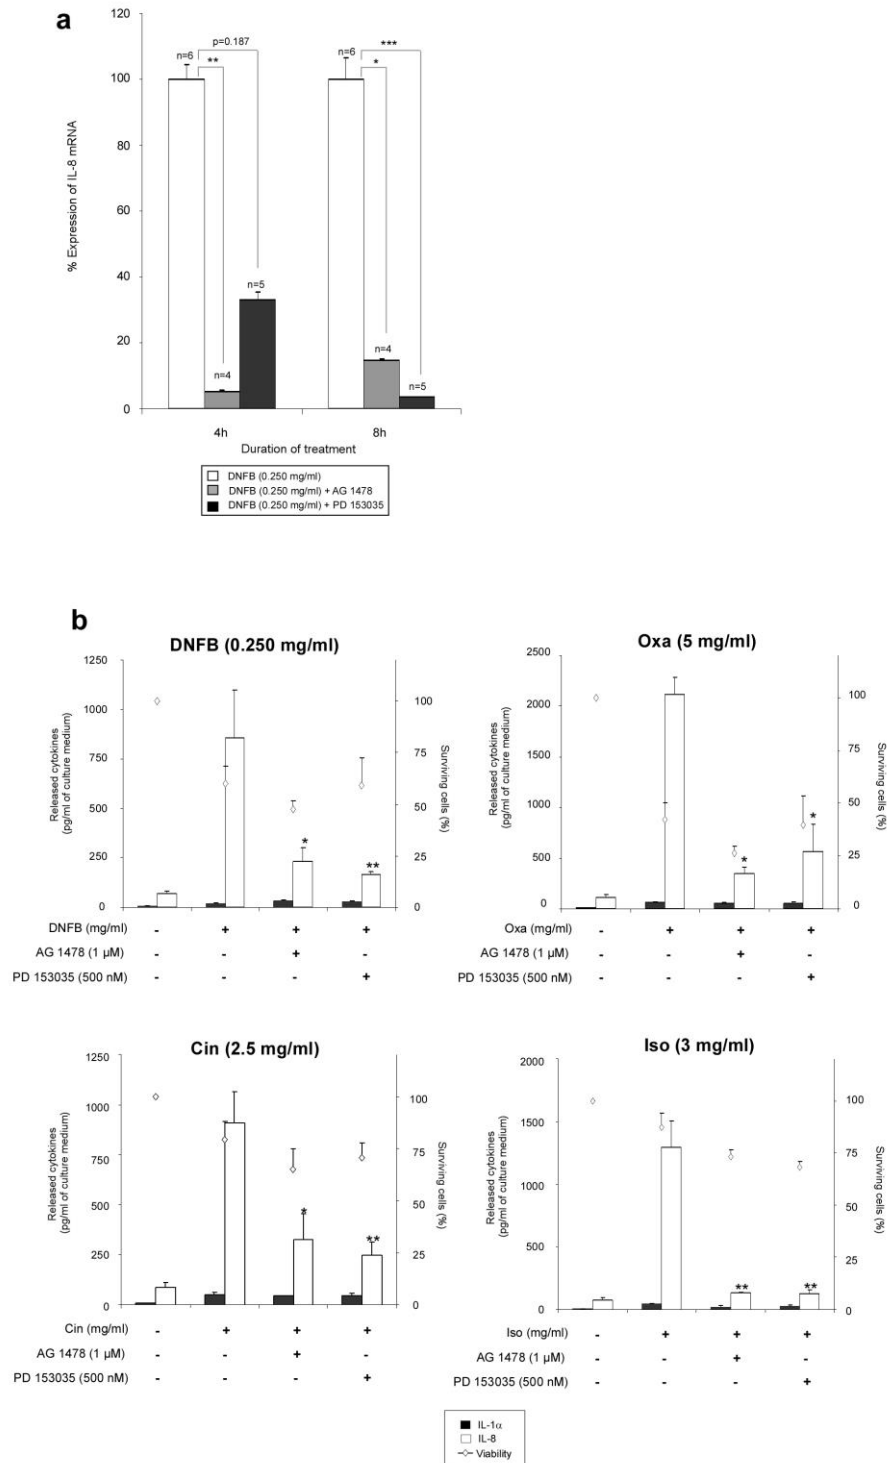 a
120
100
80
60
40
20
0
% Expression of IL-8 mRNA
n=6
p=0.187
**
n=4
n=5
n=6
***
*
n=4
n=5
4h
8h
Duration of treatment
DNFB (0.250 mg/ml)
DNFB (0.250 mg/ml) + AG 1478
DNFB (0.250 mg/ml) + PD 153035
b
DNFB (0.250 mg/ml)
1250
1000
750
500
250
0
Released cytokines
(pg/ml of culture medium)
100
75
50
25
0
Surviving cells (%)
*
**
DNFB (mg/ml) - + + +
AG 1478 (1 µM) - - + -
PD 153035 (500 nM) - - - +
Oxa (5 mg/ml)
2500
2000
1500
1000
500
0
Released cytokines
(pg/ml of culture medium)
100
75
50
25
0
Surviving cells (%)
*
*
Oxa (mg/ml) - + + +
AG 1478 (1 µM) - - + -
PD 153035 (500 nM) - - - +
Cin (2.5 mg/ml)
1250
1000
750
500
250
0
Released cytokines
(pg/ml of culture medium)
100
75
50
25
0
Surviving cells (%)
*
**
Cin (mg/ml) - + + +
AG 1478 (1 µM) - - + -
PD 153035 (500 nM) - - - +
Iso (3 mg/ml)
2000
1500
1000
500
0
Released cytokines
(pg/ml of culture medium)
100
75
50
25
0
Surviving cells (%)
**
**
Iso (mg/ml) - + + +
AG 1478 (1 µM) - - + -
PD 153035 (500 nM) - - - +
IL-1α
IL-8
Viability